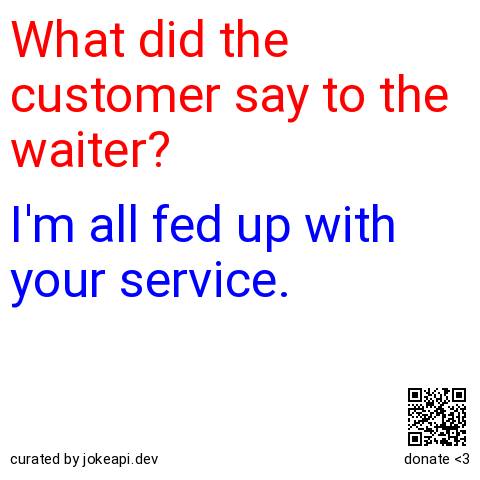 What did the
customer say to the
waiter?
I'm all fed up with
your service.
curated by jokeapi.dev
donate <3